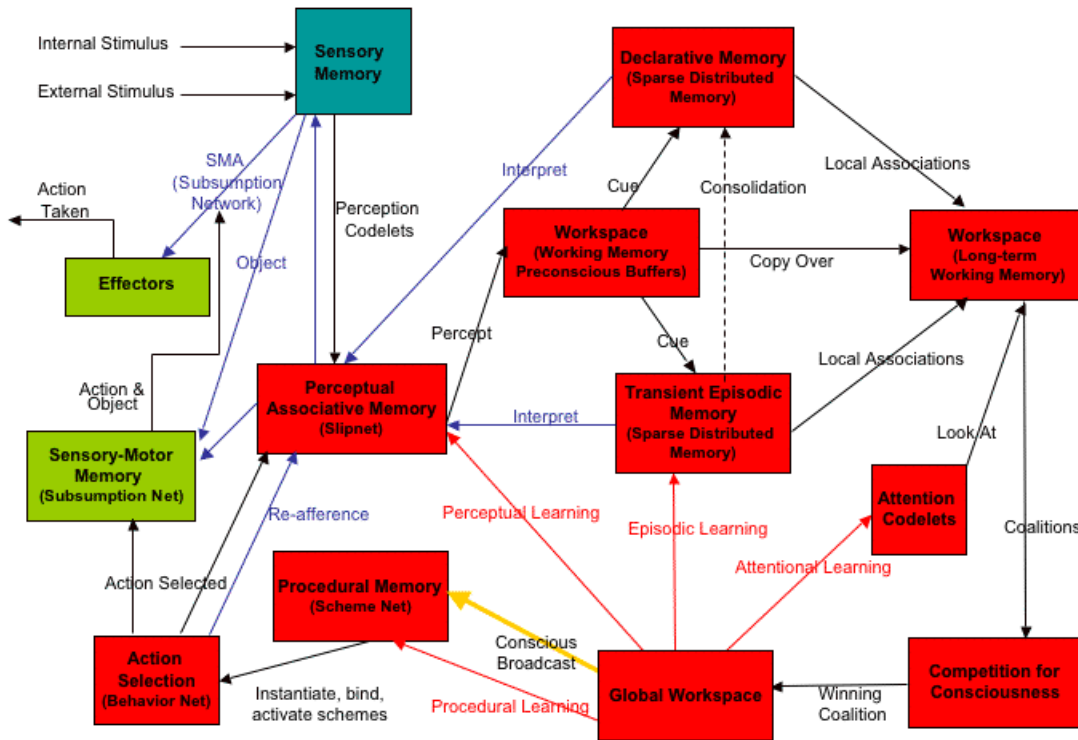 Internal Stimulus
External Stimulus
Sensory
Memory
Declarative Memory
(Sparse Distributed
Memory)
SMA
(Subsumption
Network)
Interpret
Local Associations
Action
Taken
Perception
Codelets
Cue
Consolidation
Workspace
(Working Memory
Preconscious Buffers)
Workspace
(Long-term
Working Memory)
Copy Over
Effectors
Object
Percept
Cue
Local Associations
Action &
Object
Perceptual
Associative Memory
(Slipnet)
Interpret
Transient Episodic
Memory
(Sparse Distributed
Memory)
Look At
Sensory-Motor
Memory
(Subsumption Net)
Attention
Codelets
Re-afference
Perceptual Learning
Episodic Learning
Coalitions
Attentional Learning
Action Selected
Procedural Memory
(Scheme Net)
Conscious
Broadcast
Action
Selection
(Behavior Net)
Instantiate, bind,
activate schemes
Procedural Learning
Global Workspace
Winning
Coalition
Competition for
Consciousness